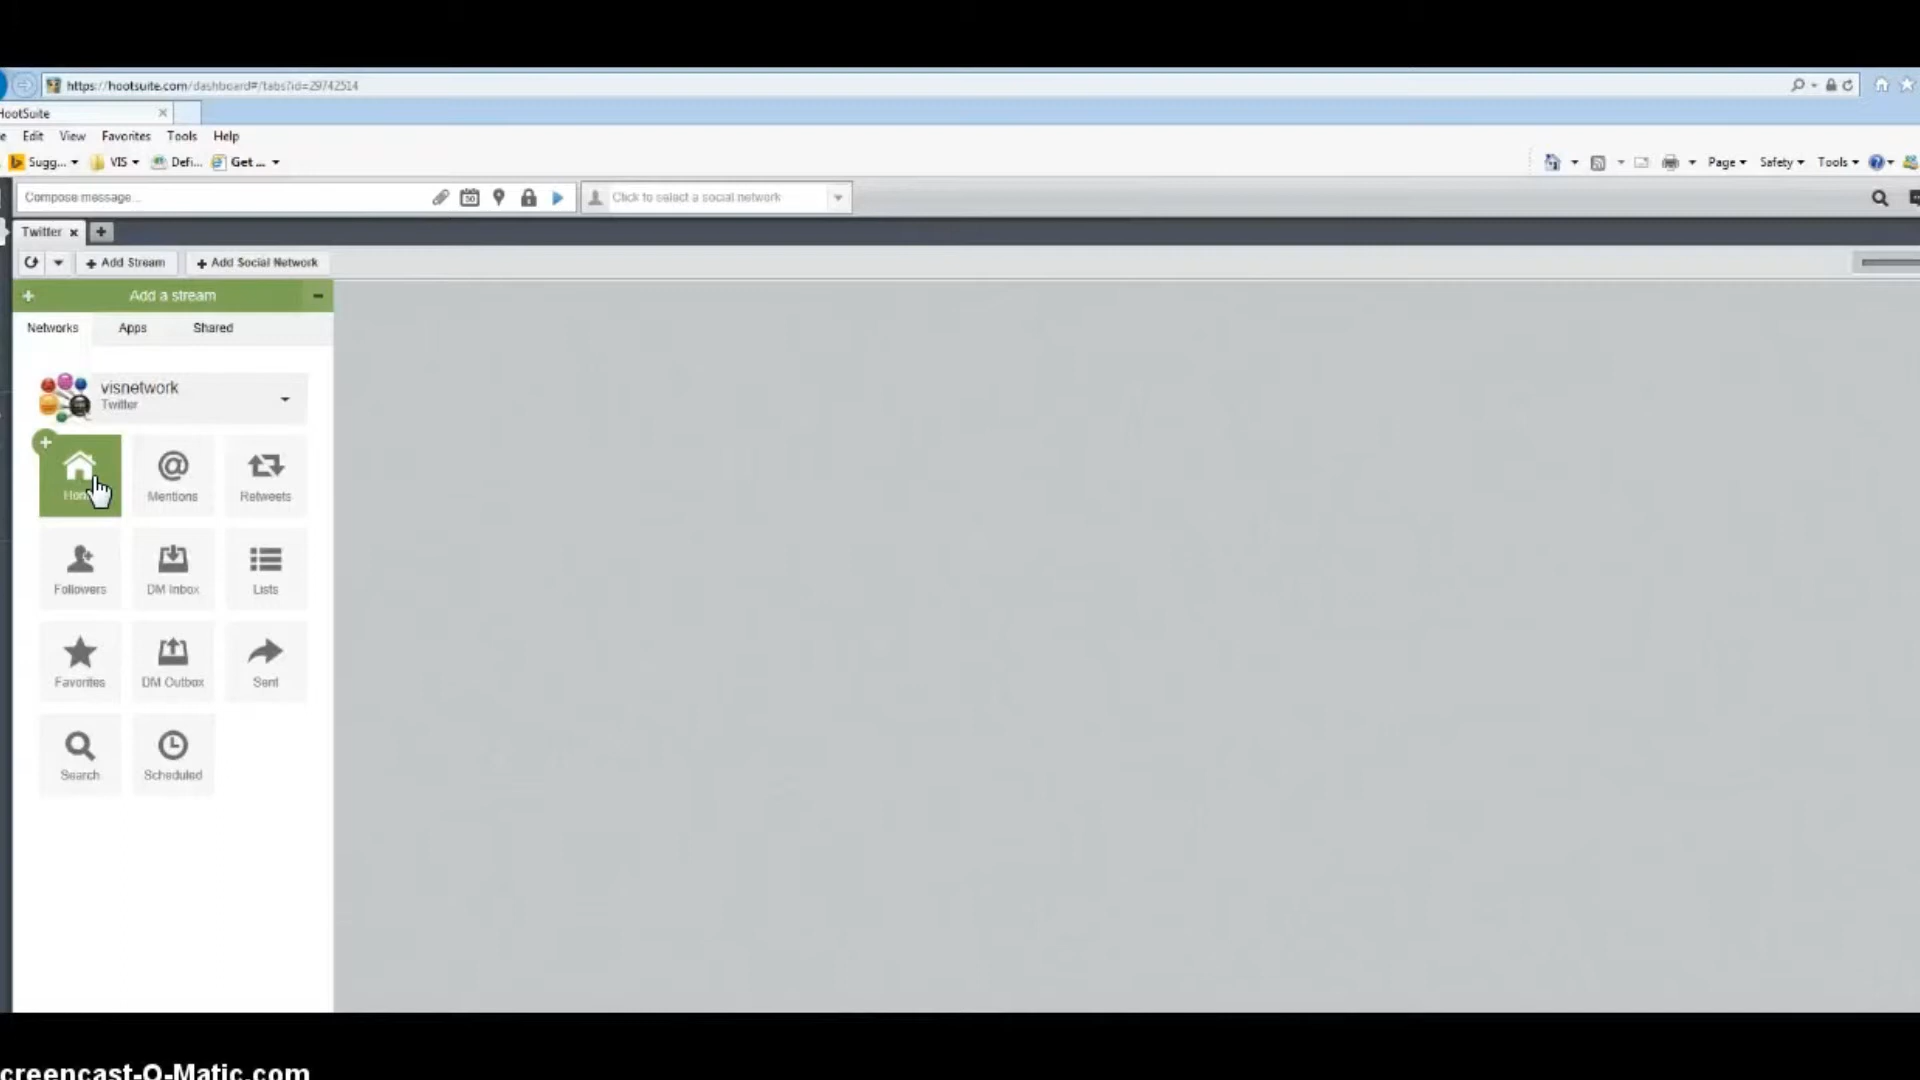 https://hootsuite.com/dashboard#/tabs?id=29742514
HootSuite
Edit View Favorites Tools Help
Sugg... VIS Defi... Get ... Page Safety Tools
Compose message... Click to select a social network
Twitter
Add Stream Add Social Network
Add a stream
Networks Apps Shared
visnetwork
Twitter
Mentions Retweets
Followers DM Inbox Lists
Favorites DM Outbox Sent
Search Scheduled
creencast-O-Matic.com